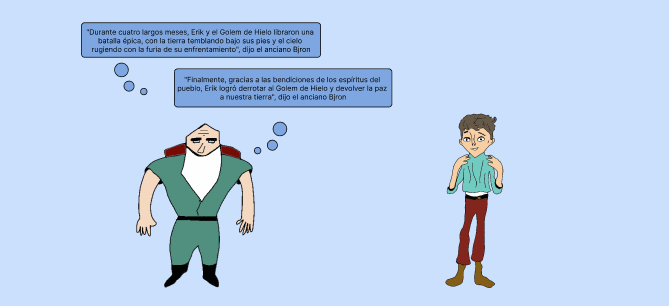 "Durante cuatro largos meses, Erik y el Golem de Hielo libraron una
batalla épica, con la tierra temblando bajo sus pies y el cielo
rugiendo con la furia de su enfrentamiento", dijo el anciano Bjron
"Finalmente, gracias a las bendiciones de los espíritus del
pueblo, Erik logró derrotar al Golem de Hielo y devolver la paz
a nuestra tierra", dijo el anciano Bjron